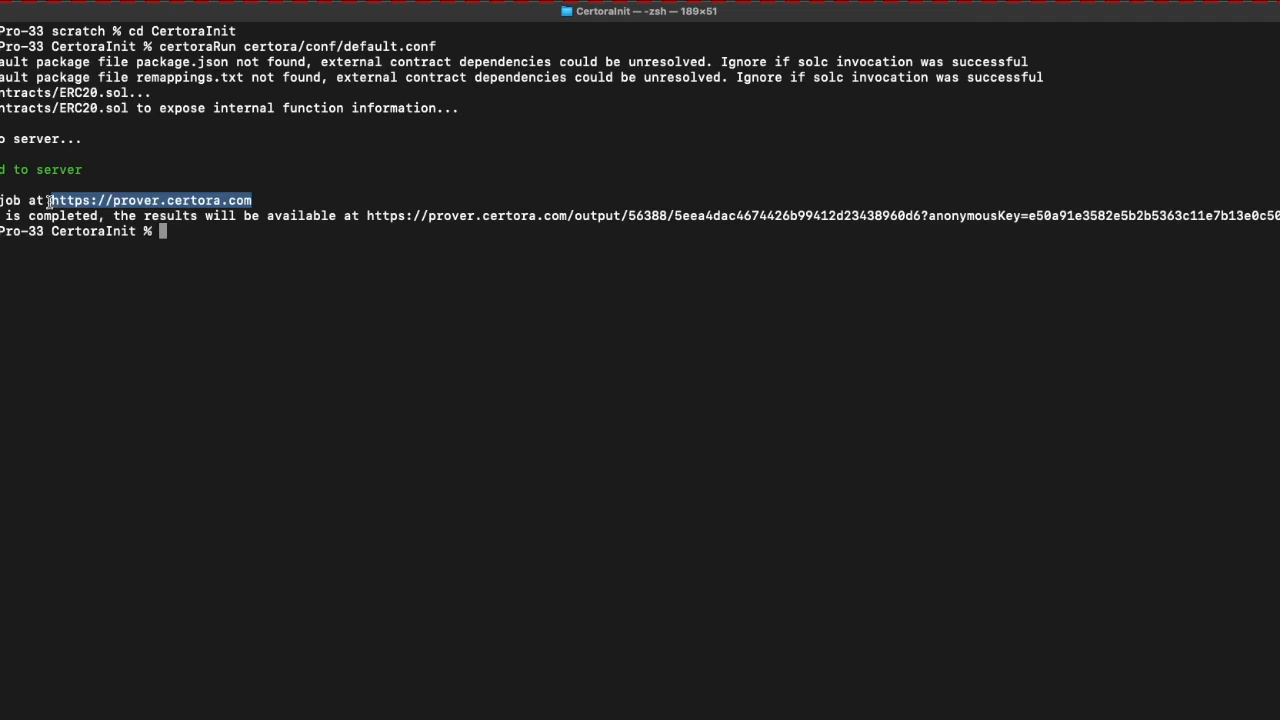 CertoraInit — -zsh — 189×51
Pro-33 scratch % cd CertoraInit
Pro-33 CertoraInit % certoraRun certora/conf/default.conf
ault package file package.json not found, external contract dependencies could be unresolved. Ignore if solc invocation was successful
ault package file remappings.txt not found, external contract dependencies could be unresolved. Ignore if solc invocation was successful
ntracts/ERC20.sol...
ntracts/ERC20.sol to expose internal function information...
o server...
d to server
job at https://prover.certora.com
is completed, the results will be available at https://prover.certora.com/output/56388/5eea4dac4674426b99412d23438960d6?anonymousKey=e50a91e3582e5b2b5363c11e7b13e0c50
Pro-33 CertoraInit %